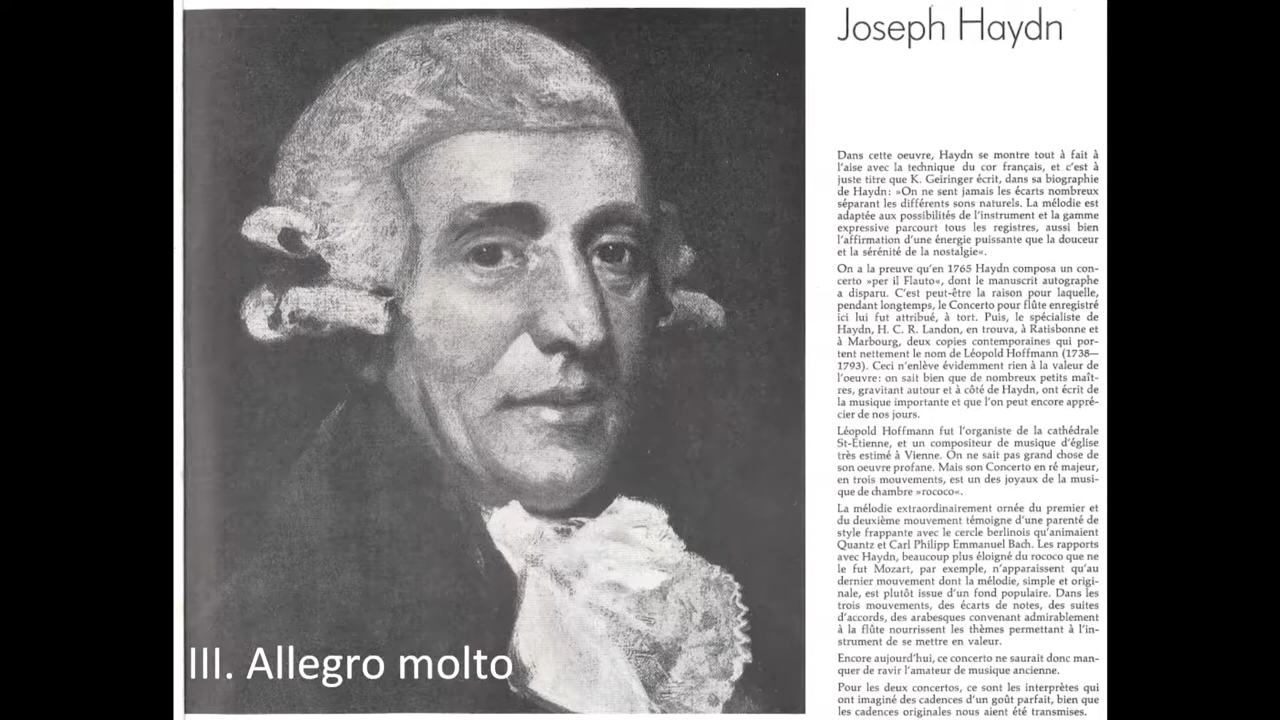 Joseph Haydn
Dans cette oeuvre, Haydn se montre tout à fait à
l'aise avec la technique du cor français, et c'est à
juste titre que K. Geiringer écrit, dans sa biographie
de Haydn: »On ne sent jamais les écarts nombreux
séparant les différents sons naturels. La mélodie est
adaptée aux possibilités de l'instrument et la gamme
expressive parcourt tous les registres, aussi bien
l'affirmation d'une énergie puissante que la douceur
et la sérénité de la nostalgie«.
On a la preuve qu'en 1765 Haydn composa un con-
certo »per il Flauto«, dont le manuscrit autographe
a disparu. C'est peut-être la raison pour laquelle,
pendant longtemps, le Concerto pour flûte enregistré
ici lui fut attribué, à tort. Puis, le spécialiste de
Haydn, H. C. R. Landon, en trouva, à Ratisbonne et
à Marbourg, deux copies contemporaines qui por-
tent nettement le nom de Léopold Hoffmann (1738—
1793). Ceci n'enlève évidemment rien à la valeur de
l'oeuvre: on sait bien que de nombreux petits maît-
res, gravitant autour et à côté de Haydn, ont écrit de
la musique importante et que l'on peut encore appré-
cier de nos jours.
Léopold Hoffmann fut l'organiste de la cathédrale
St-Étienne, et un compositeur de musique d'église
très estimé à Vienne. On ne sait pas grand chose de
son oeuvre profane. Mais son Concerto en ré majeur,
en trois mouvements, est un des joyaux de la musi-
que de chambre »rococo«.
La mélodie extraordinairement ornée du premier et
du deuxième mouvement témoigne d'une parenté de
style frappante avec le cercle berlinois qu'animaient
Quantz et Carl Philipp Emmanuel Bach. Les rapports
avec Haydn, beaucoup plus éloigné du rococo que ne
le fut Mozart, par exemple, n'apparaissent qu'au
dernier mouvement dont la mélodie, simple et origi-
nale, est plutôt issue d'un fond populaire. Dans les
trois mouvements, des écarts de notes, des suites
d'accords, des arabesques convenant admirablement
à la flûte nourrissent les thèmes permettant à l'in-
strument de se mettre en valeur.
Encore aujourd'hui, ce concerto ne saurait donc man-
quer de ravir l'amateur de musique ancienne.
Pour les deux concertos, ce sont les interprètes qui
ont imaginé des cadences d'un goût parfait, bien que
les cadences originales nous aient été transmises.
III. Allegro molto